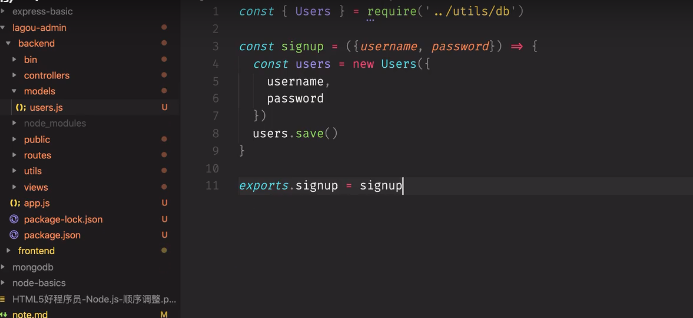 express-basic
lagou-admin
backend
bin
controllers
models
users.js U
node_modules
public
routes
utils
views
app.js U
package-lock.json U
package.json U
frontend
mongodb
node-basics
HTML5好程序员-Node.js-顺序调整.p...
note.md M
1 const { Users } = require('../utils/db')
2
3 const signup = ({username, password}) => {
4 const users = new Users({
5 username,
6 password
7 })
8 users.save()
9 }
10
11 exports.signup = signup